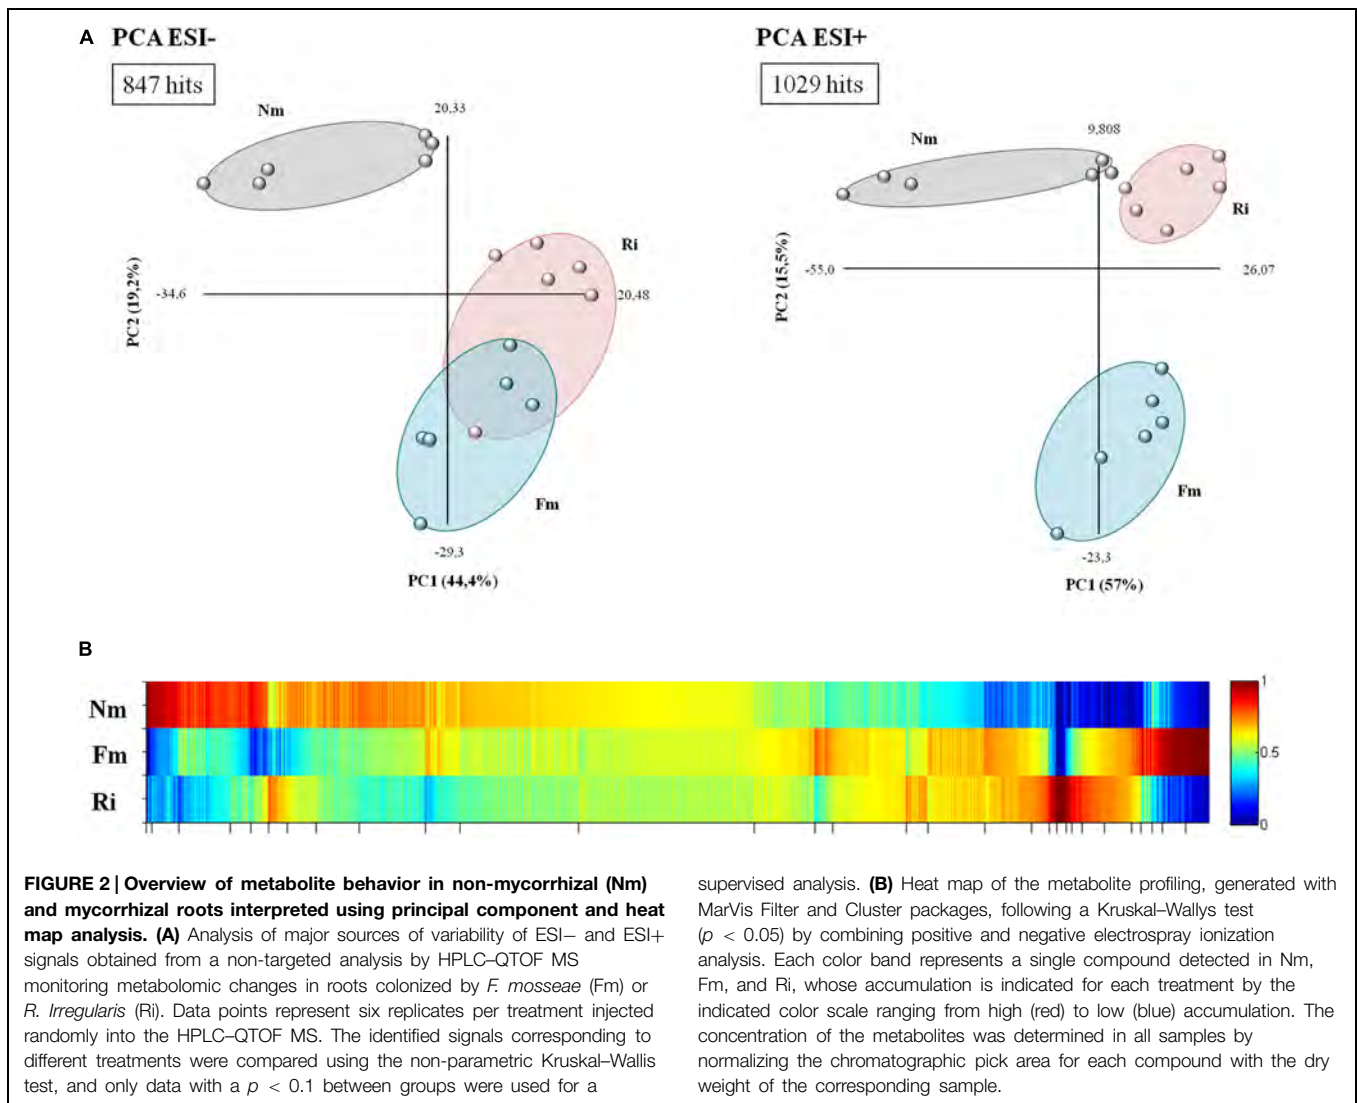 A PCA ESI-
847 hits
Nm
20,33
Ri
-34,6
20,48
PC2 (19,2%)
Fm
-29,3
PC1 (44,4%)
PCA ESI+
1029 hits
Nm
9,808
Ri
-55,0
26,07
PC2 (15,5%)
Fm
-23,3
PC1 (57%)
B
Nm
Fm
Ri
1
0.5
0
FIGURE 2 | Overview of metabolite behavior in non-mycorrhizal (Nm)
and mycorrhizal roots interpreted using principal component and heat
map analysis. (A) Analysis of major sources of variability of ESI− and ESI+
signals obtained from a non-targeted analysis by HPLC–QTOF MS
monitoring metabolomic changes in roots colonized by F. mosseae (Fm) or
R. Irregularis (Ri). Data points represent six replicates per treatment injected
randomly into the HPLC–QTOF MS. The identified signals corresponding to
different treatments were compared using the non-parametric Kruskal–Wallis
test, and only data with a p < 0.1 between groups were used for a
supervised analysis. (B) Heat map of the metabolite profiling, generated with
MarVis Filter and Cluster packages, following a Kruskal–Wallys test
(p < 0.05) by combining positive and negative electrospray ionization
analysis. Each color band represents a single compound detected in Nm,
Fm, and Ri, whose accumulation is indicated for each treatment by the
indicated color scale ranging from high (red) to low (blue) accumulation. The
concentration of the metabolites was determined in all samples by
normalizing the chromatographic pick area for each compound with the dry
weight of the corresponding sample.